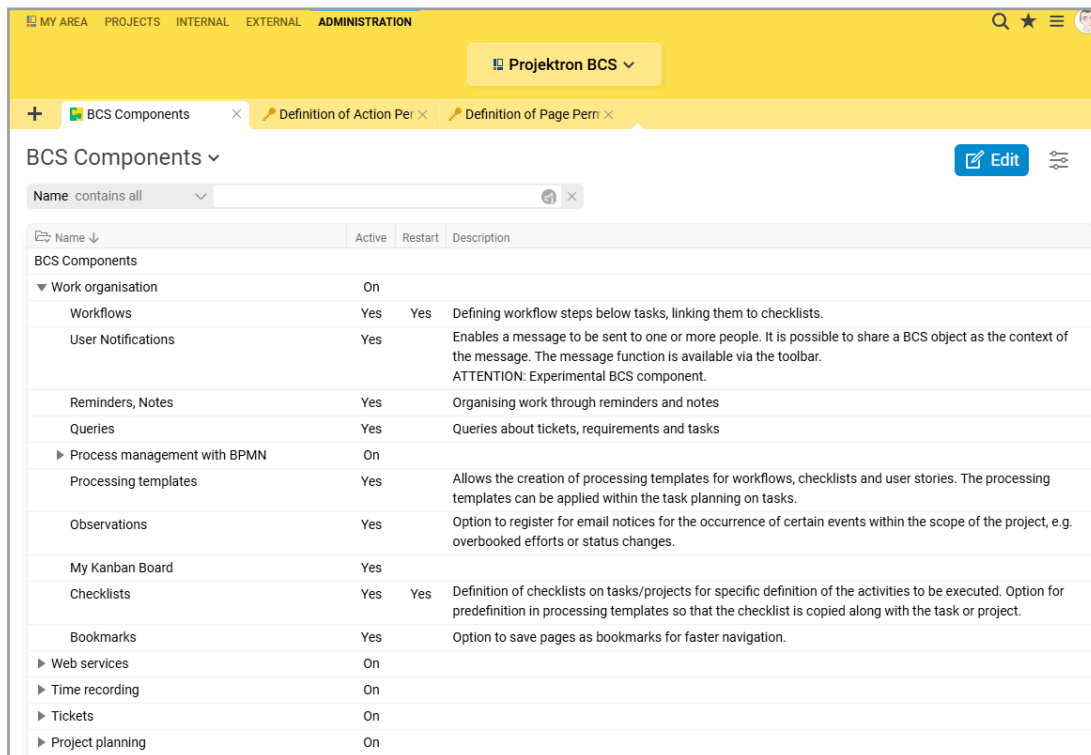 MY AREA PROJECTS INTERNAL EXTERNAL ADMINISTRATION
Projektron BCS
BCS Components
Definition of Action Per
Definition of Page Perm
BCS Components
Edit
Name contains all
Name Active Restart Description
BCS Components
Work organisation On
Workflows Yes Yes Defining workflow steps below tasks, linking them to checklists.
User Notifications Yes Enables a message to be sent to one or more people. It is possible to share a BCS object as the context of
the message. The message function is available via the toolbar.
ATTENTION: Experimental BCS component.
Reminders, Notes Yes Organising work through reminders and notes
Queries Yes Queries about tickets, requirements and tasks
Process management with BPMN On
Processing templates Yes Allows the creation of processing templates for workflows, checklists and user stories. The processing
templates can be applied within the task planning on tasks.
Observations Yes Option to register for email notices for the occurrence of certain events within the scope of the project, e.g.
overbooked efforts or status changes.
My Kanban Board Yes
Checklists Yes Yes Definition of checklists on tasks/projects for specific definition of the activities to be executed. Option for
predefinition in processing templates so that the checklist is copied along with the task or project.
Bookmarks Yes Option to save pages as bookmarks for faster navigation.
Web services On
Time recording On
Tickets On
Project planning On